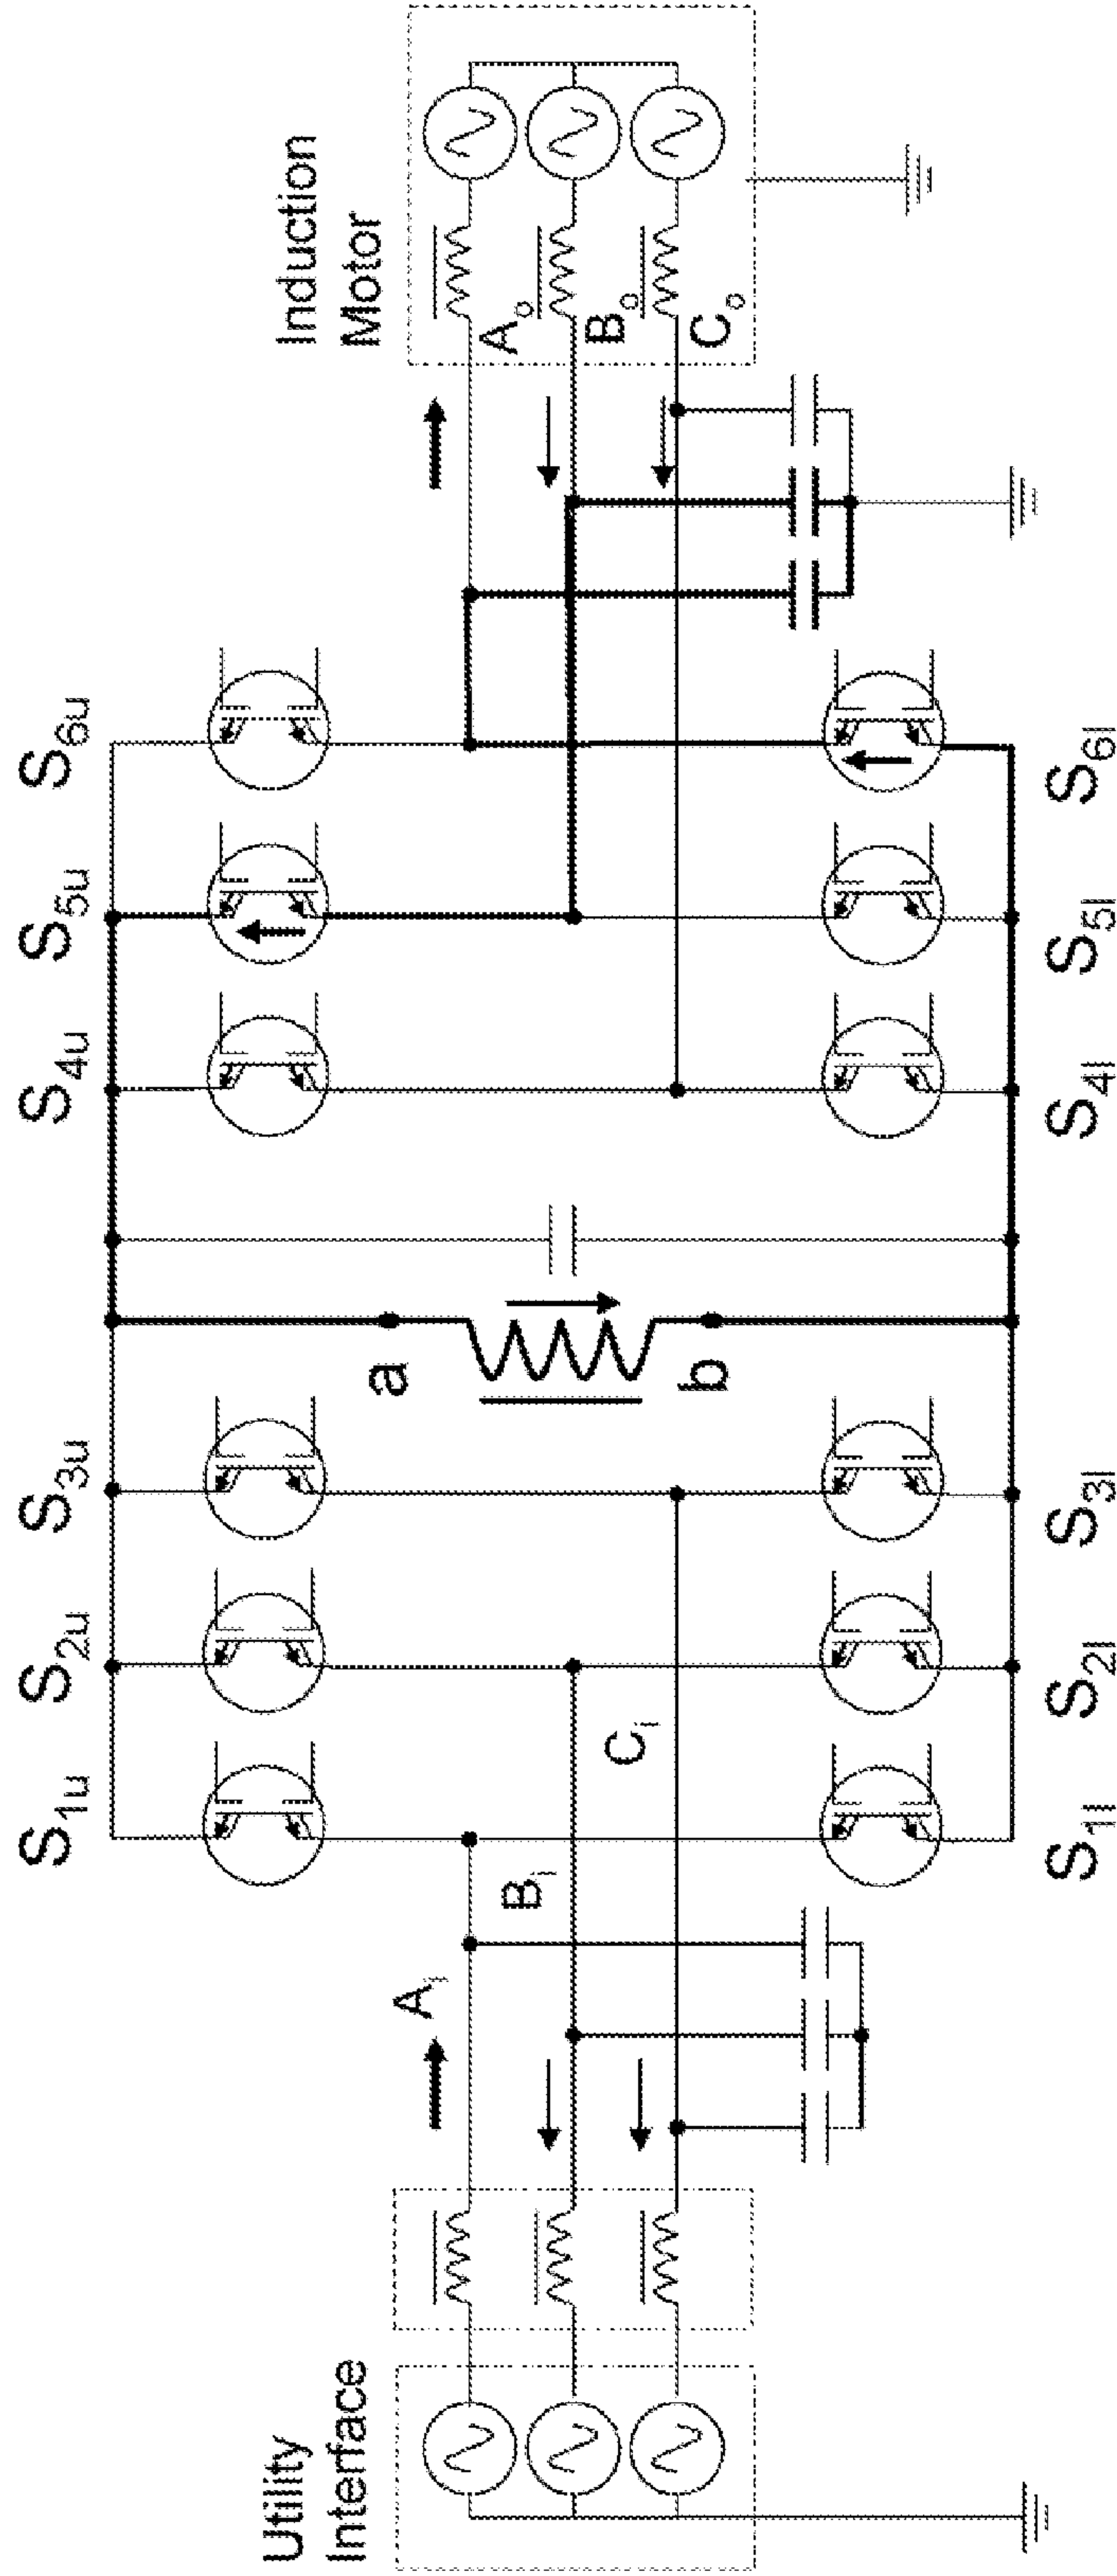 Utility
Interface
Induction
Motor
S1u
S2u
S3u
S4u
S5u
S6u
Ai
Bi
Ci
a
b
Ao
Bo
Co
S1l
S2l
S3l
S4l
S5l
S6l